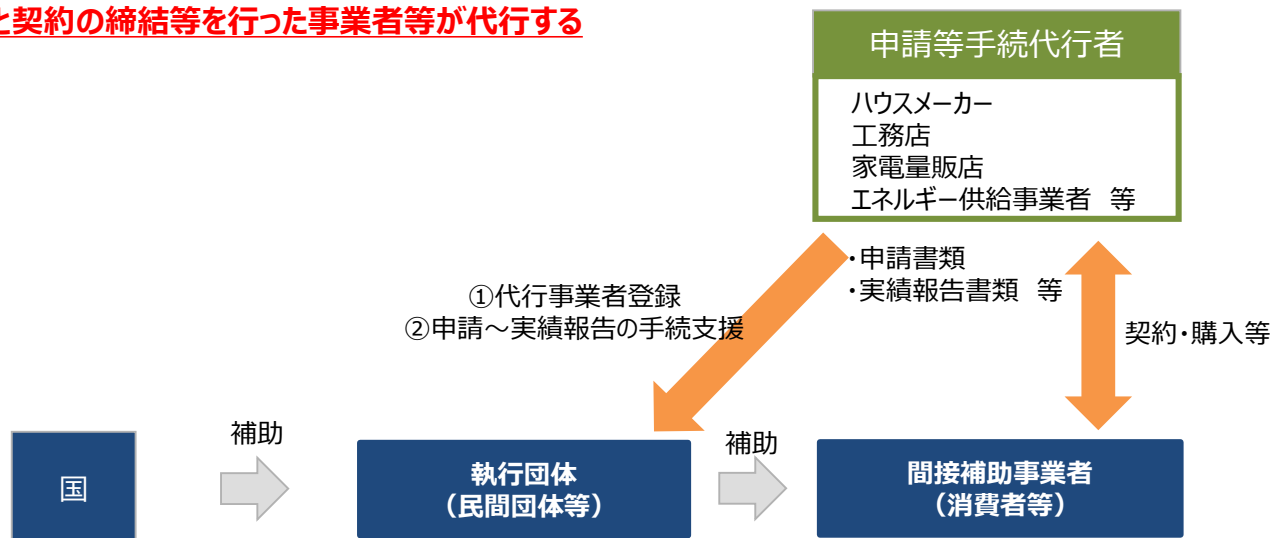 と契約の締結等を行った事業者等が代行する
申請等手続代行者
ハウスメーカー
工務店
家電量販店
エネルギー供給事業者 等
・申請書類
・実績報告書類 等
①代行事業者登録
②申請~実績報告の手続支援
契約・購入等
国
補助
執行団体
（民間団体等）
補助
間接補助事業者
（消費者等）